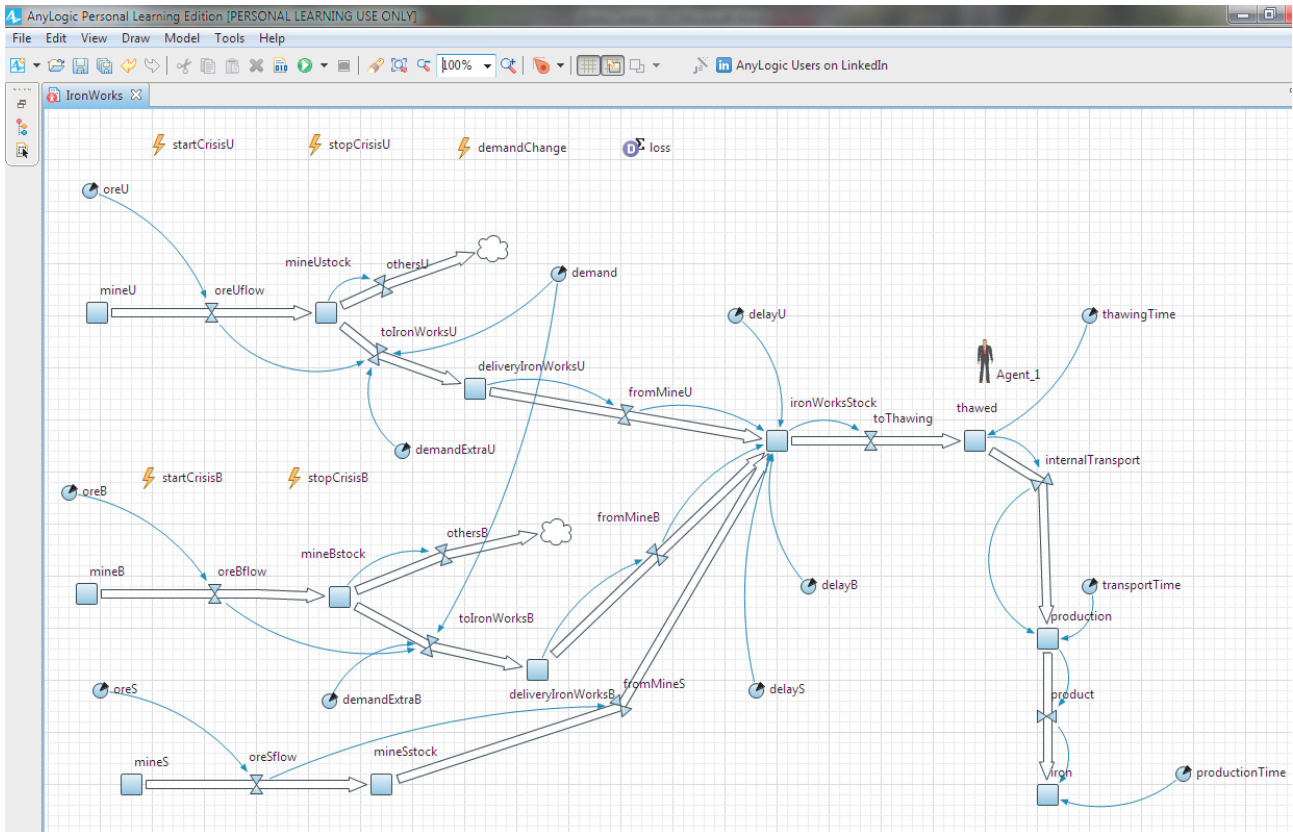 AnyLogic Personal Learning Edition [PERSONAL LEARNING USE ONLY]
File Edit View Draw Model Tools Help
100% AnyLogic Users on LinkedIn
IronWorks
startCrisisU
stopCrisisU
demandChange
loss
oreU
mineUstock
othersU
demand
mineU
oreUflow
toIronWorksU
delayU
thawingTime
deliveryIronWorksU
fromMineU
Agent_1
ironWorksStock
toThawing
thawed
demandExtraU
internalTransport
startCrisisB
stopCrisisB
oreB
fromMineB
othersB
mineBstock
mineB
oreBflow
delayB
transportTime
toIronWorksB
production
oreS
demandExtraB
deliveryIronWorksB
fromMineS
delayS
product
mineS
oreSflow
mineSstock
iron
productionTime